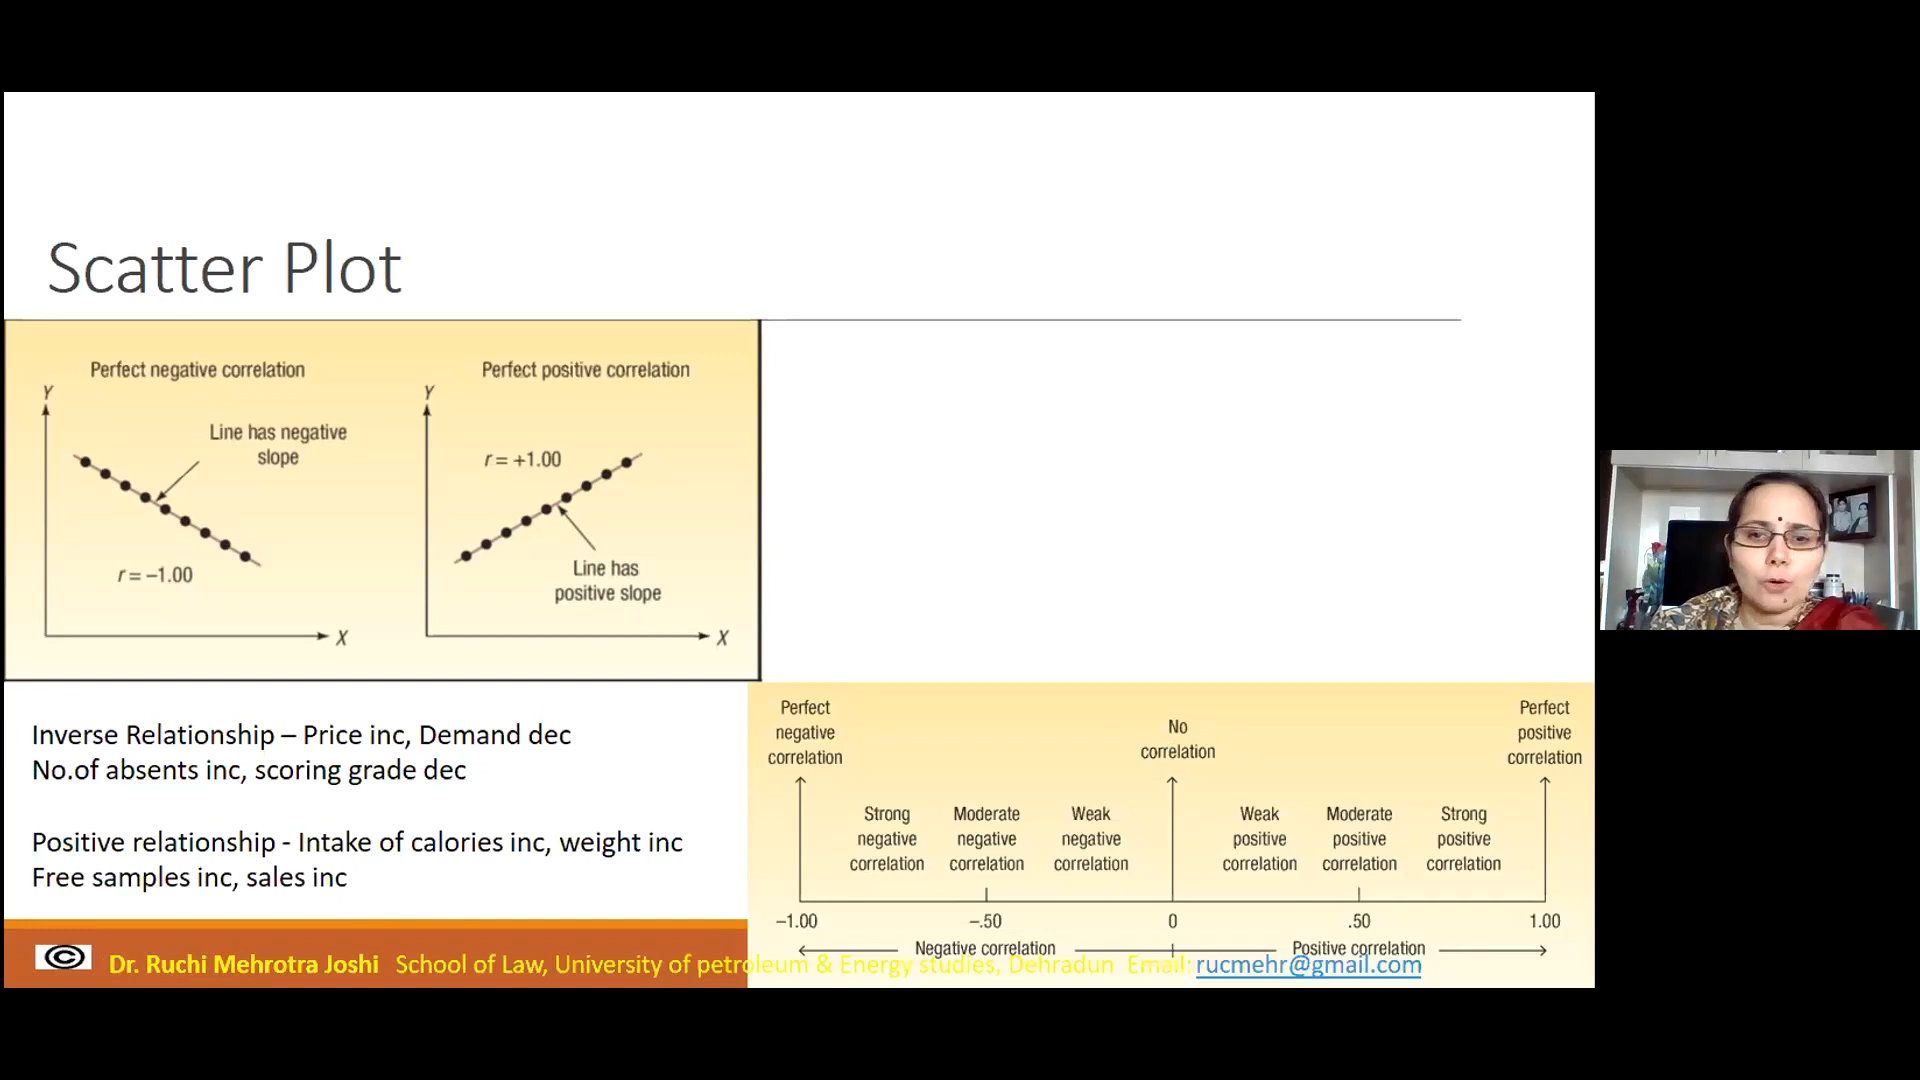 Scatter Plot
Perfect negative correlation
Y
Line has negative
slope
r = –1.00
X
Perfect positive correlation
Y
r = +1.00
Line has
positive slope
X
Inverse Relationship – Price inc, Demand dec
No.of absents inc, scoring grade dec
Positive relationship - Intake of calories inc, weight inc
Free samples inc, sales inc
Perfect
negative
correlation
No
correlation
Perfect
positive
correlation
Strong
negative
correlation
Moderate
negative
correlation
Weak
negative
correlation
Weak
positive
correlation
Moderate
positive
correlation
Strong
positive
correlation
–1.00
–.50
0
.50
1.00
Negative correlation
Positive correlation
© Dr. Ruchi Mehrotra Joshi School of Law, University of petroleum & Energy studies, Dehradun Email: rucmehr@gmail.com